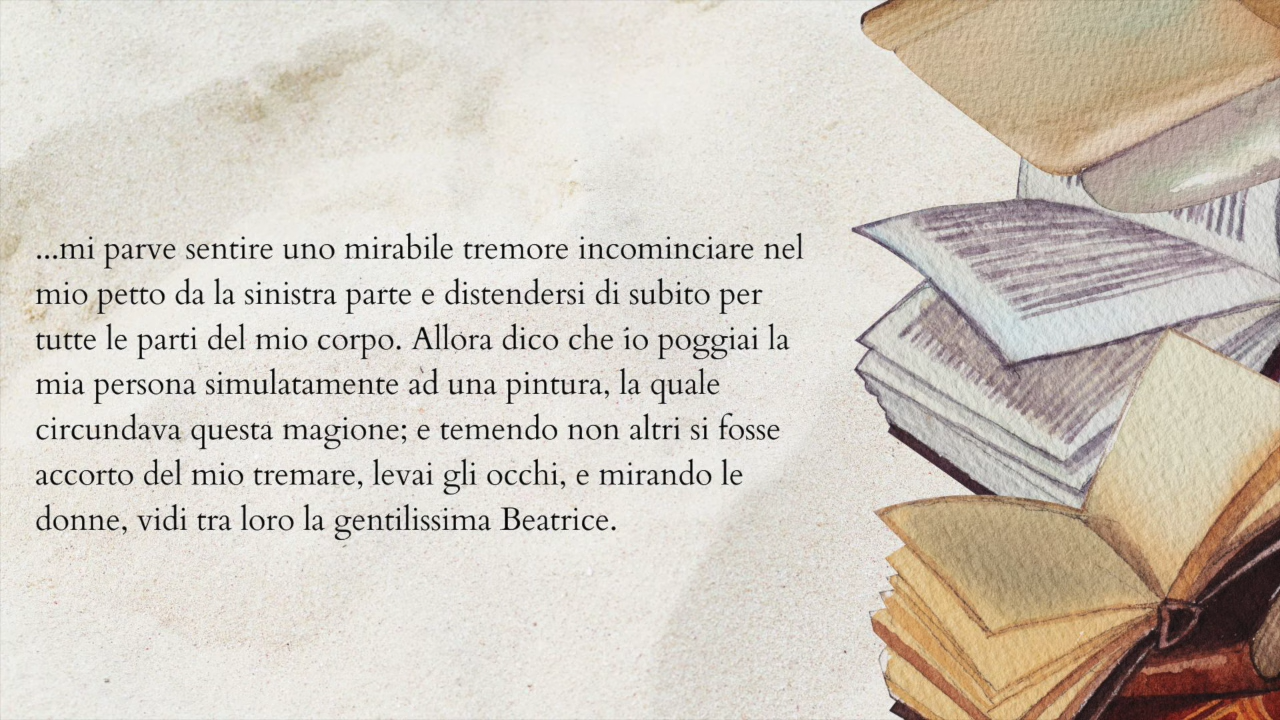 ...mi parve sentire uno mirabile tremore incominciare nel
mio petto da la sinistra parte e distendersi di subito per
tutte le parti del mio corpo. Allora dico che io poggiai la
mia persona simulatamente ad una pintura, la quale
circundava questa magione; e temendo non altri si fosse
accorto del mio tremare, levai gli occhi, e mirando le
donne, vidi tra loro la gentilissima Beatrice.